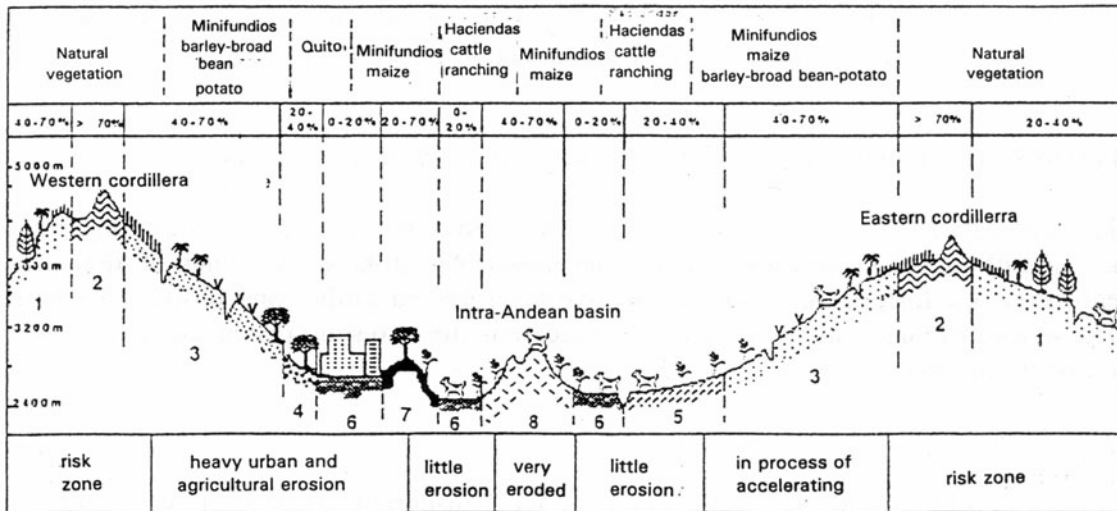 Natural
vegetation
Minifundios
barley-broad
bean
potato
Quito
Minifundios
maize
Haciendas
cattle
ranching
Minifundios
maize
Haciendas
cattle
ranching
Minifundios
maize
barley-broad bean-potato
Natural
vegetation
40-70% > 70% 40-70% 20-40% 0-20% 20-70% 0-20% 40-70% 0-20% 20-40% 40-70% > 70% 20-40%
5000m
Western cordillera
Eastern cordillerra
Intra-Andean basin
3200m
2400m
1 2 3 4 6 7 6 8 6 5 3 2 1
risk
zone
heavy urban and
agricultural erosion
little
erosion
very
eroded
little
erosion
in process of
accelerating
risk zone